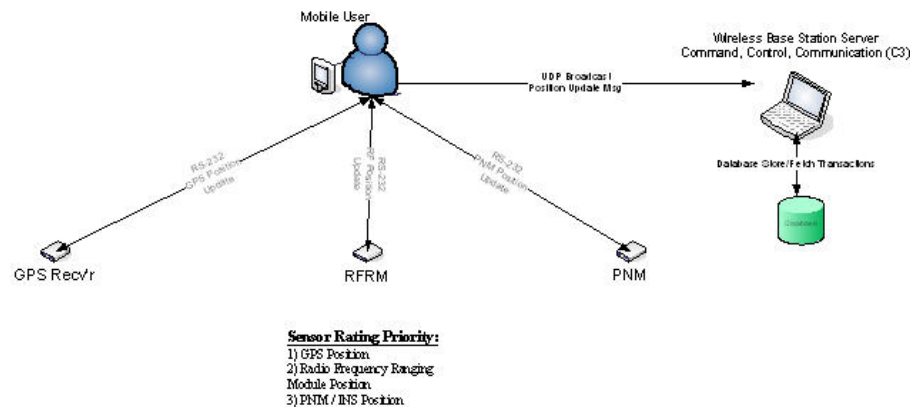 Mobile User
Wireless Base Station Server
Command, Control, Communication (C3)
UDP Broadcast
Position Update Msg
RS-232
GPS Position
Update
RS-232
RF Position
Update
RS-232
PNM Position
Update
Database Store/Fetch Transactions
Database
GPS Recv'r
RFRM
PNM
Sensor Rating Priority:
1) GPS Position
2) Radio Frequency Ranging
Module Position
3) PNM / INS Position